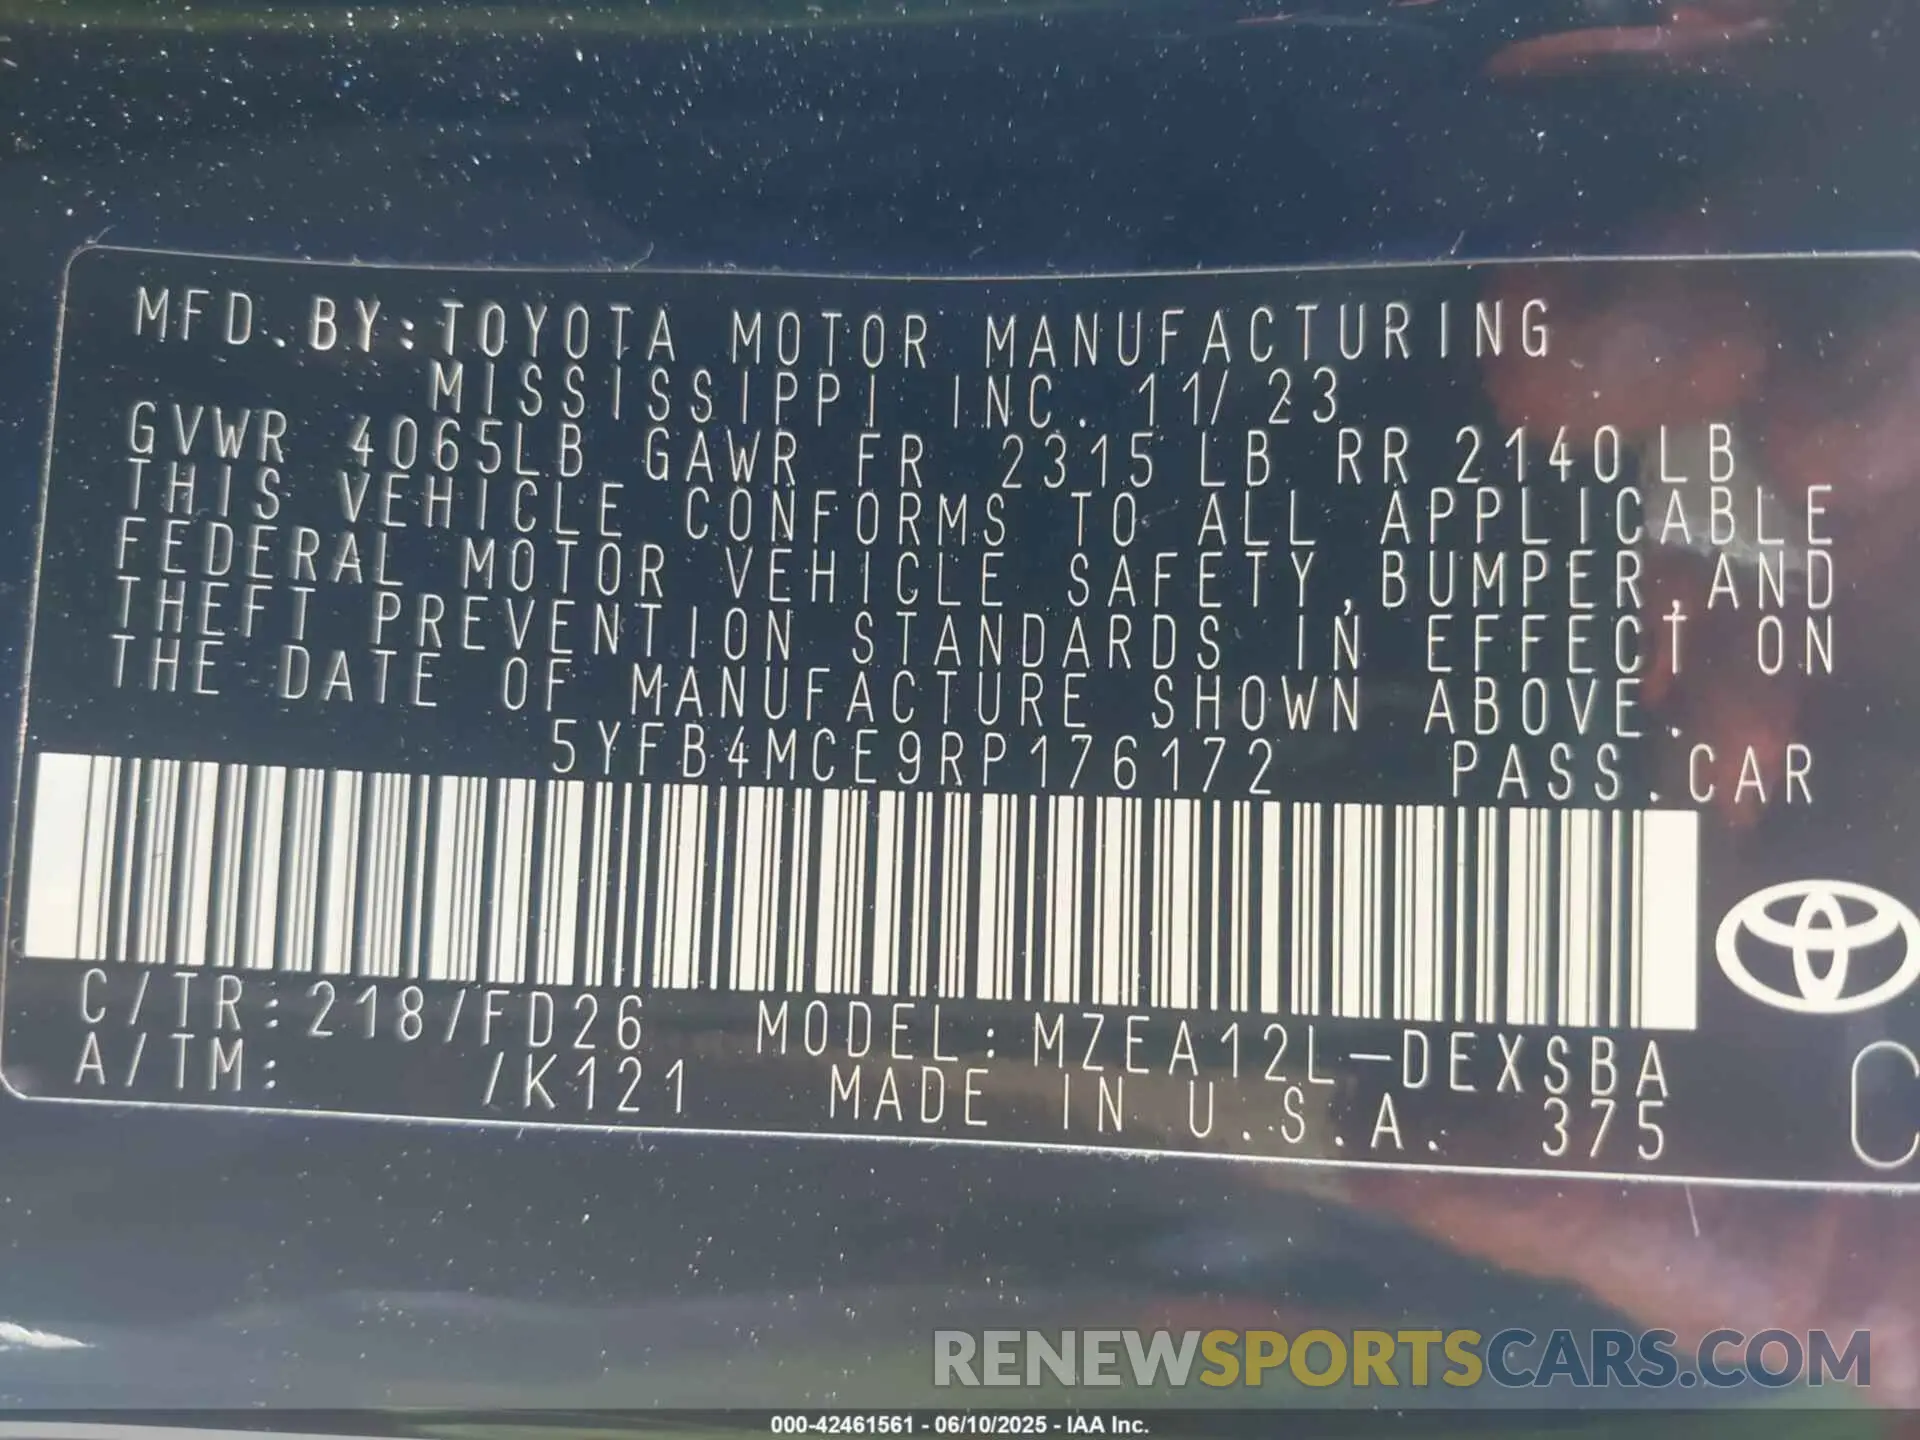 MFD.BY:TOYOTA MOTOR MANUFACTURING
MISSISSIPPI INC. 11/23
GVWR 4065LB GAWR FR 2315LB RR 2140LB
THIS VEHICLE CONFORMS TO ALL APPLICABLE
FEDERAL MOTOR VEHICLE SAFETY,BUMPER,AND
THEFT PREVENTION STANDARDS IN EFFECT ON
THE DATE OF MANUFACTURE SHOWN ABOVE.
5YFB4MCE9RP176172 PASS.CAR
C/TR:218/FD26 MODEL:MZEA12L-DEXSBA
A/TM: /K121 MADE IN U.S.A. 375
C
RENEWSPORTSCARS.COM
000-42461561 - 06/10/2025 - IAA Inc.